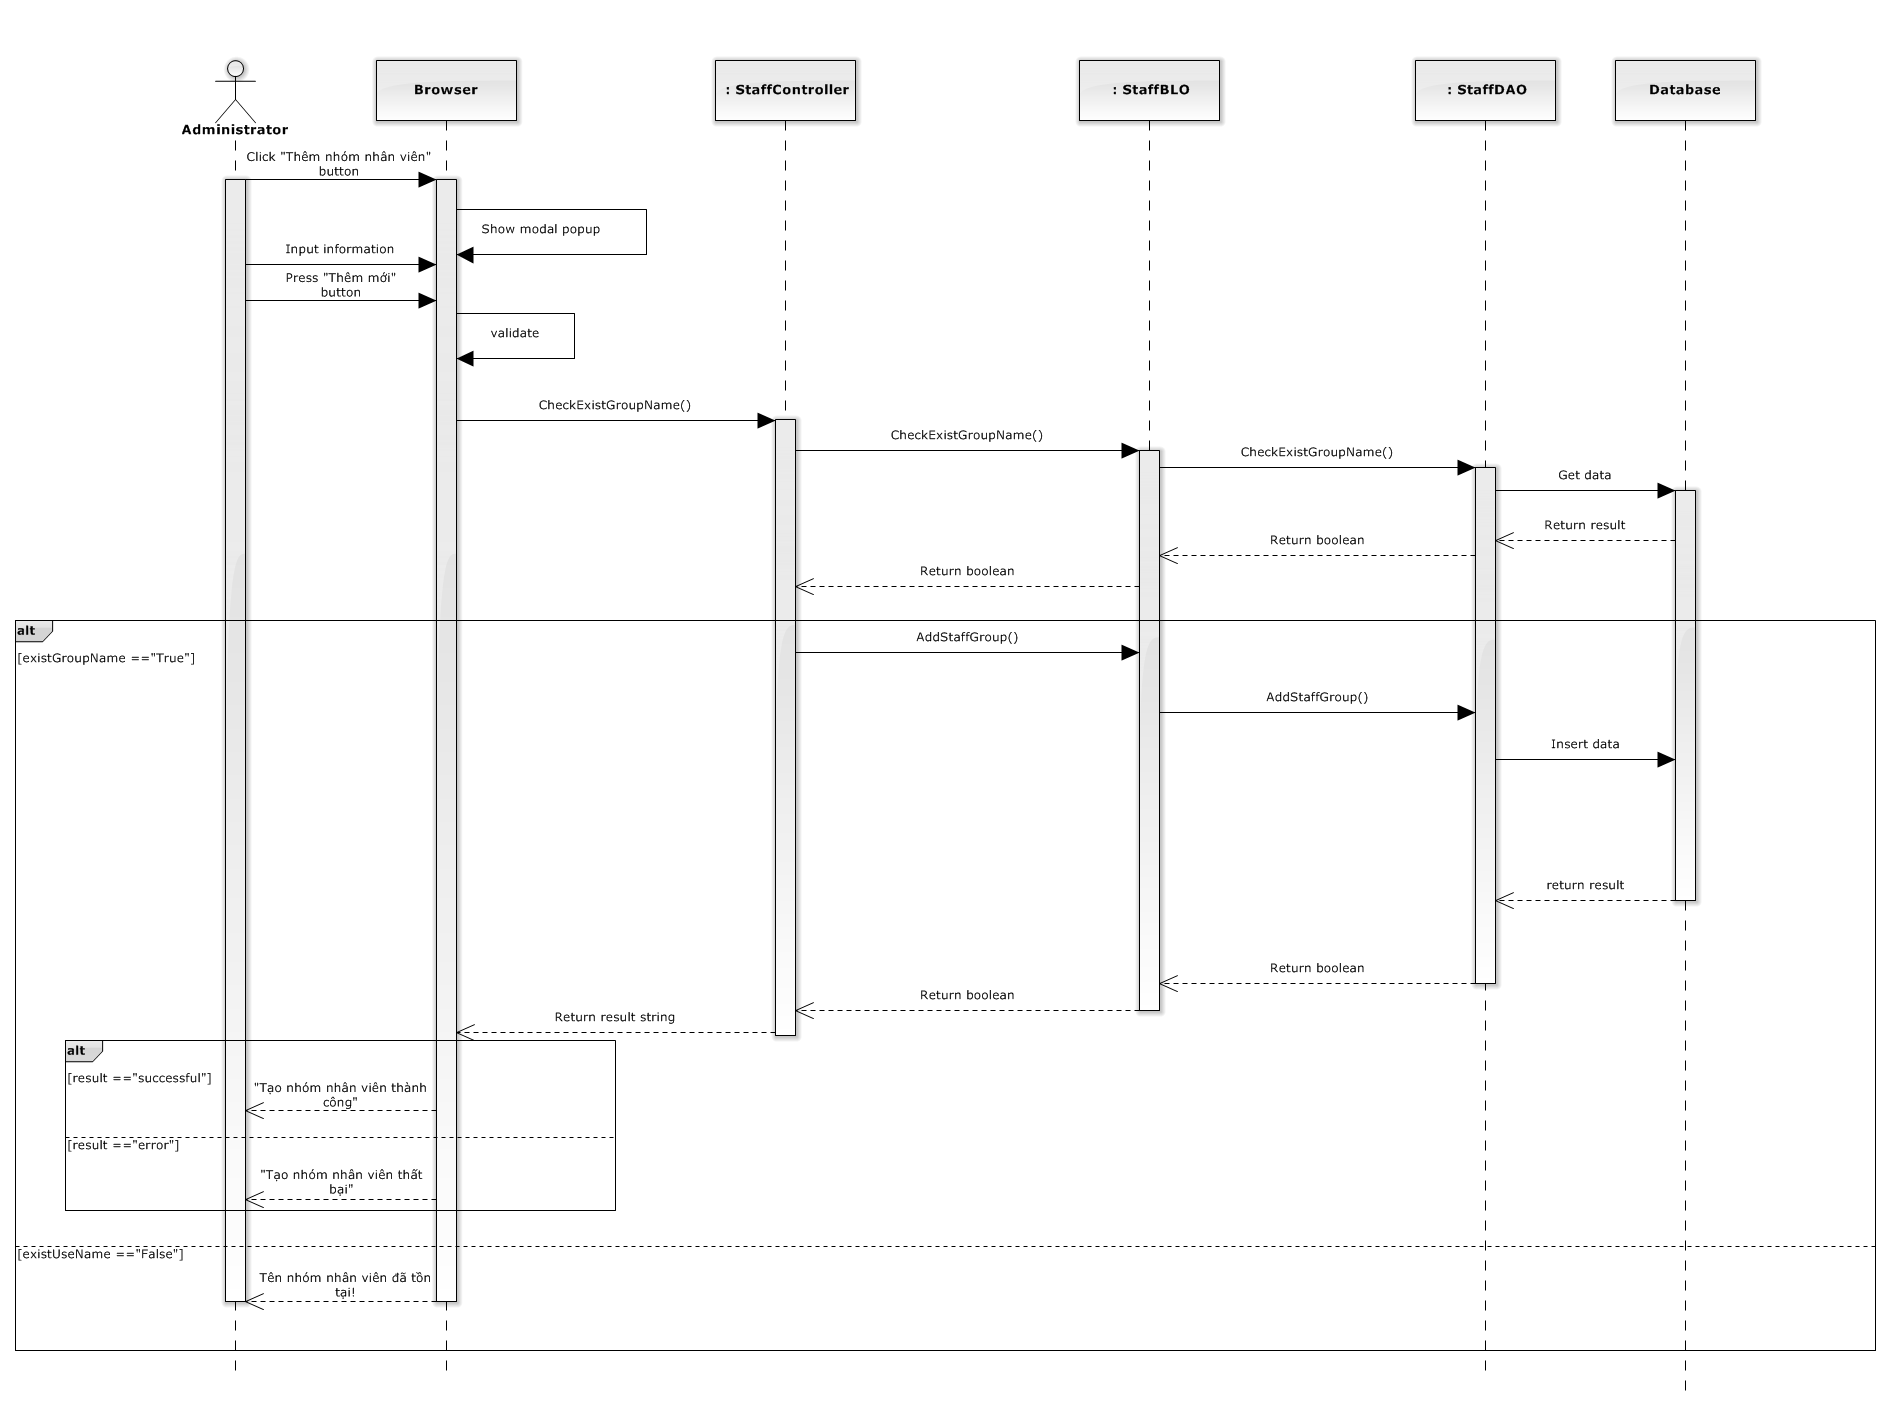 Administrator
Browser
: StaffController
: StaffBLO
: StaffDAO
Database
Click "Thêm nhóm nhân viên"
button
Show modal popup
Input information
Press "Thêm mới"
button
validate
CheckExistGroupName()
CheckExistGroupName()
CheckExistGroupName()
Get data
Return result
Return boolean
Return boolean
alt
[existGroupName =="True"]
AddStaffGroup()
AddStaffGroup()
Insert data
return result
Return boolean
Return boolean
Return result string
alt
[result =="successful"]
"Tạo nhóm nhân viên thành
công"
[result =="error"]
"Tạo nhóm nhân viên thất
bại"
[existUseName =="False"]
Tên nhóm nhân viên đã tồn
tại!